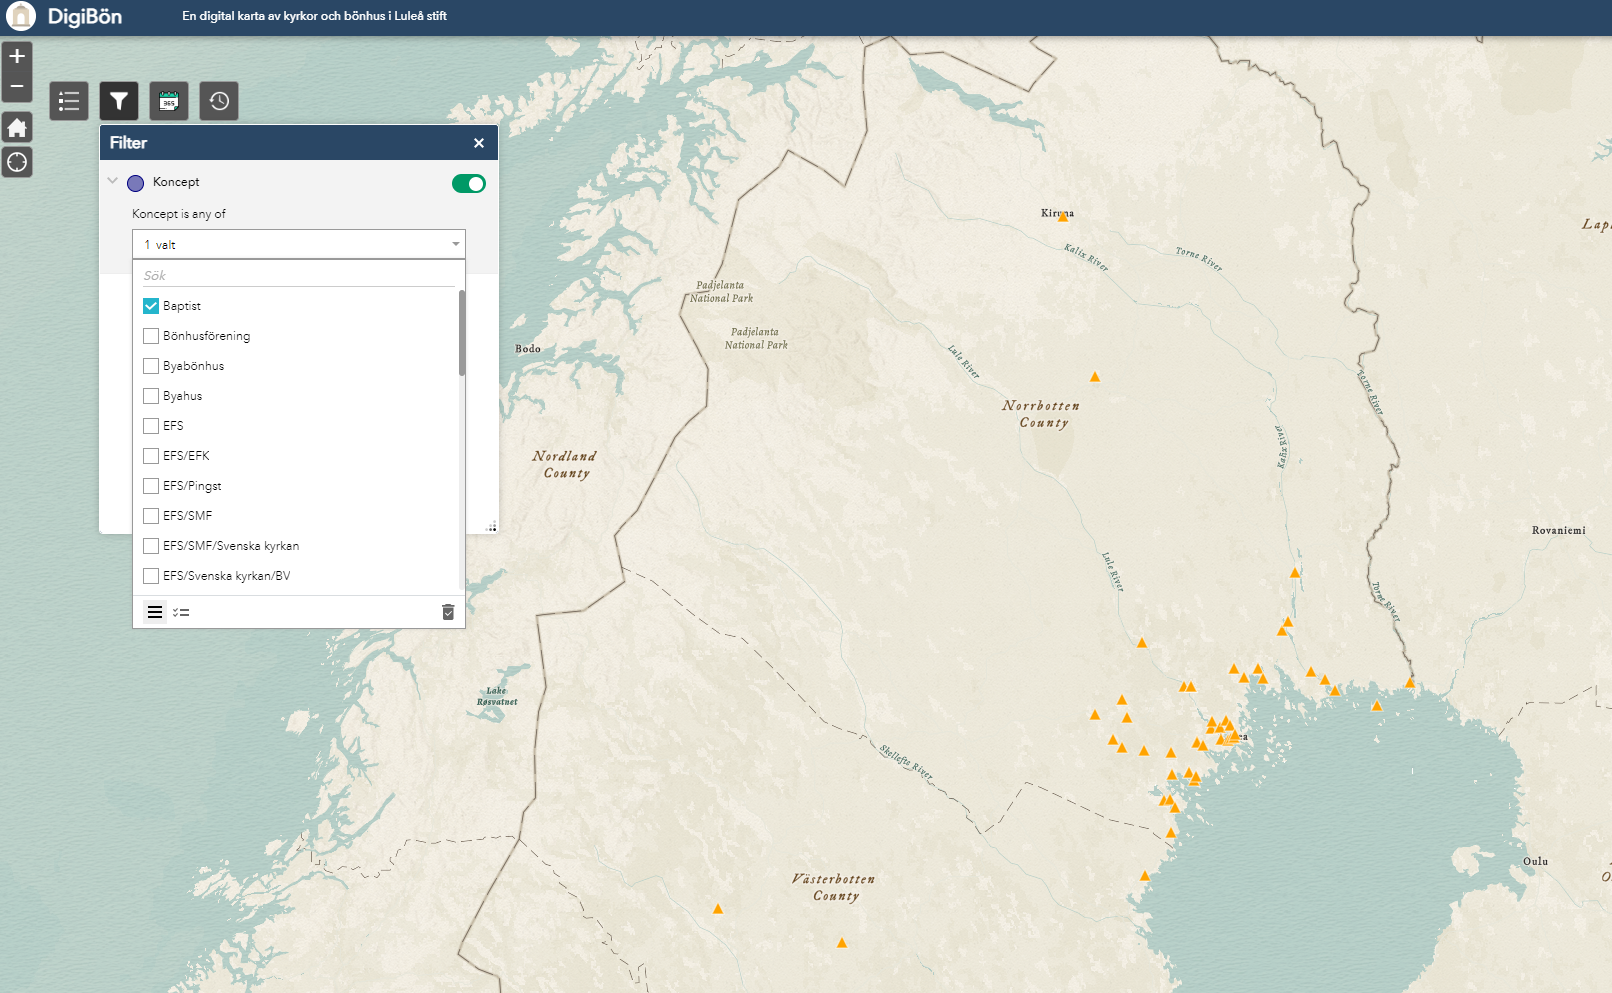 DigiBön
En digital karta av kyrkor och bönhus i Luleå stift
+
−
365
Filter
×
Koncept
Koncept is any of
1 valt
Sök
Baptist
Bönhusförening
Byabönhus
Byahus
EFS
EFS/EFK
EFS/Pingst
EFS/SMF
EFS/SMF/Svenska kyrkan
EFS/Svenska kyrkan/BV
Kiruna
Kalix River
Torne River
Padjelanta
National Park
Padjelanta
National Park
Bodo
Lule River
Torne River
Norrbotten
County
Kalix River
Nordland
County
Rovaniemi
Lule River
Torne River
Lake
Røsvatnet
Skellefte River
Västerbotten
County
Oulu